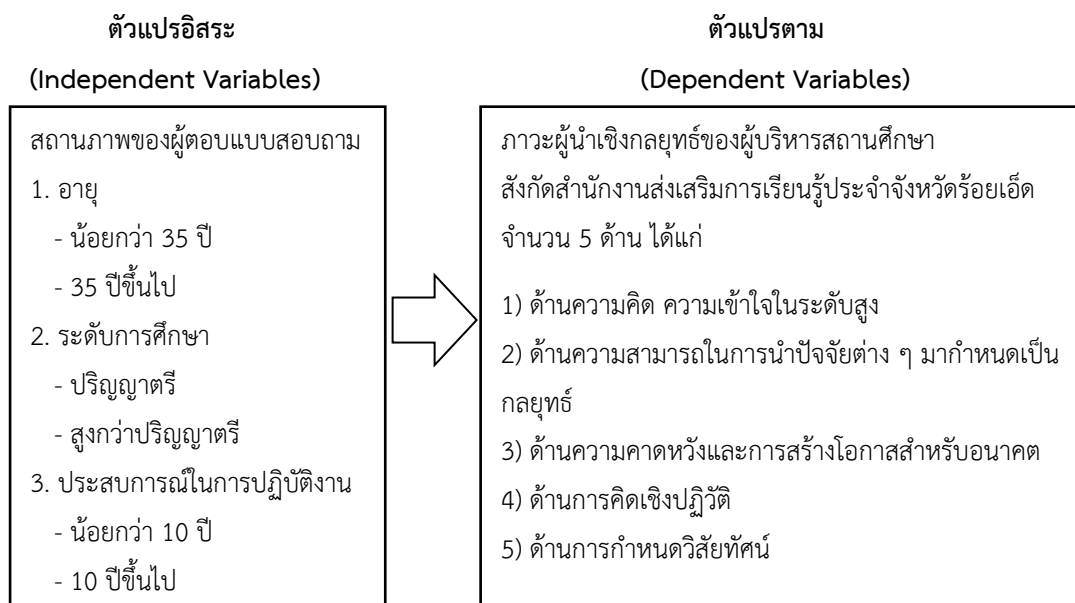 ตัวแปรอิสระ
(Independent Variables)
สถานภาพของผู้ตอบแบบสอบถาม
1. อายุ
- น้อยกว่า 35 ปี
- 35 ปีขึ้นไป
2. ระดับการศึกษา
- ปริญญาตรี
- สูงกว่าปริญญาตรี
3. ประสบการณ์ในการปฏิบัติงาน
- น้อยกว่า 10 ปี
- 10 ปีขึ้นไป
ตัวแปรตาม
(Dependent Variables)
ภาวะผู้นำเชิงกลยุทธ์ของผู้บริหารสถานศึกษา
สังกัดสำนักงานส่งเสริมการเรียนรู้ประจำจังหวัดร้อยเอ็ด
จำนวน 5 ด้าน ได้แก่
1) ด้านความคิด ความเข้าใจในระดับสูง
2) ด้านความสามารถในการนำปัจจัยต่าง ๆ มากำหนดเป็น
กลยุทธ์
3) ด้านความคาดหวังและการสร้างโอกาสสำหรับอนาคต
4) ด้านการคิดเชิงปฏิวัติ
5) ด้านการกำหนดวิสัยทัศน์